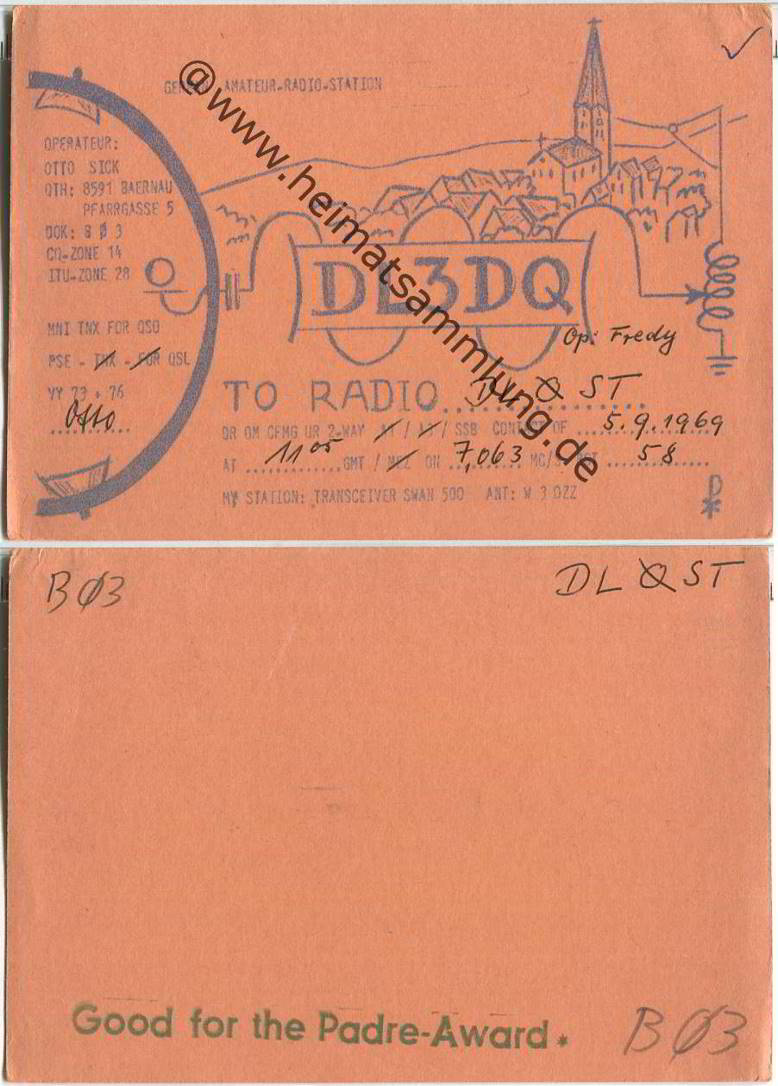 GERMAN AMATEUR-RADIO-STATION
OPERATEUR:
OTTO SICK
QTH: 8591 BAERNAU
PFARRGASSE 5
DOK: B Ø 3
CQ-ZONE 14
ITU-ZONE 28
MNI TNX FOR QSO
PSE - TNX - FOR QSL
VY 73 + 76
Otto
DL3DQ
Op: Fredy
TO RADIO DL Ø ST
DR OM CFMG UR 2-WAY A1 / A3 / SSB CONTACT OF 5.9.1969
AT 11 05 GMT / MEZ ON 7,063 MC/S. RST 58
MY STATION: TRANSCEIVER SWAN 500 ANT: W 3 DZZ
@www.heimatsammlung.de
BØ3
DL Ø ST
Good for the Padre-Award.*
BØ3